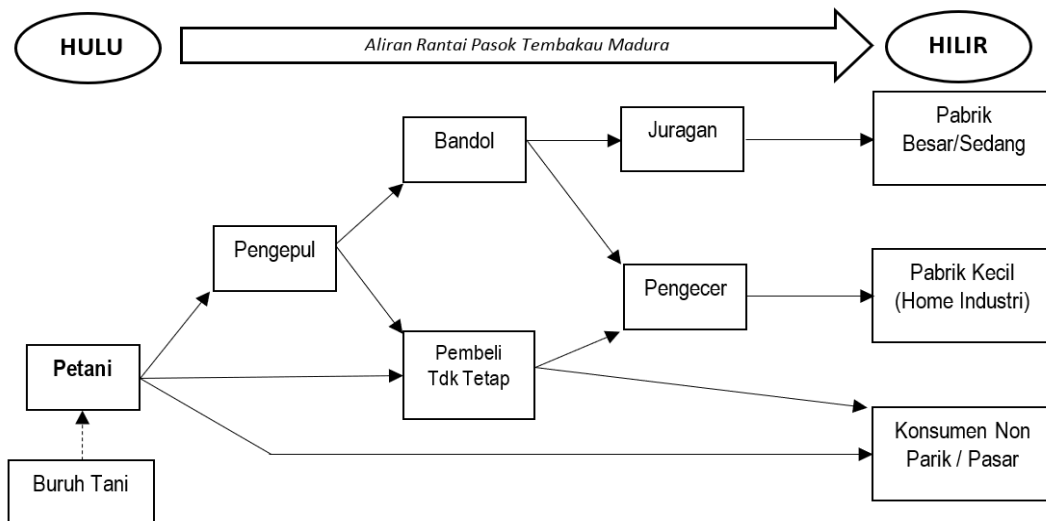 HULU
Aliran Rantai Pasok Tembakau Madura
HILIR
Bandol
Juragan
Pabrik
Besar/Sedang
Pengepul
Pengecer
Pabrik Kecil
(Home Industri)
Petani
Pembeli
Tdk Tetap
Konsumen Non
Parik / Pasar
Buruh Tani